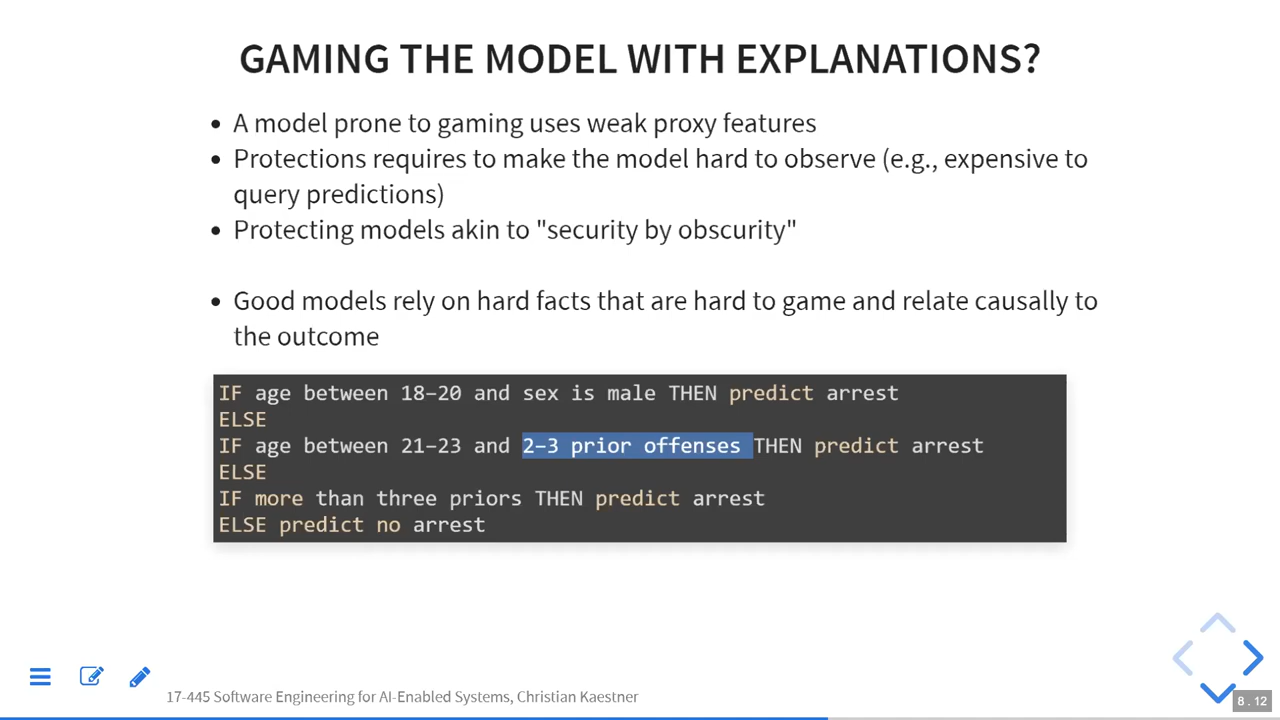 GAMING THE MODEL WITH EXPLANATIONS?
A model prone to gaming uses weak proxy features
Protections requires to make the model hard to observe (e.g., expensive to
query predictions)
Protecting models akin to "security by obscurity"
Good models rely on hard facts that are hard to game and relate causally to
the outcome
IF age between 18–20 and sex is male THEN predict arrest
ELSE
IF age between 21–23 and 2–3 prior offenses THEN predict arrest
ELSE
IF more than three priors THEN predict arrest
ELSE predict no arrest
17-445 Software Engineering for AI-Enabled Systems, Christian Kaestner
8 . 12